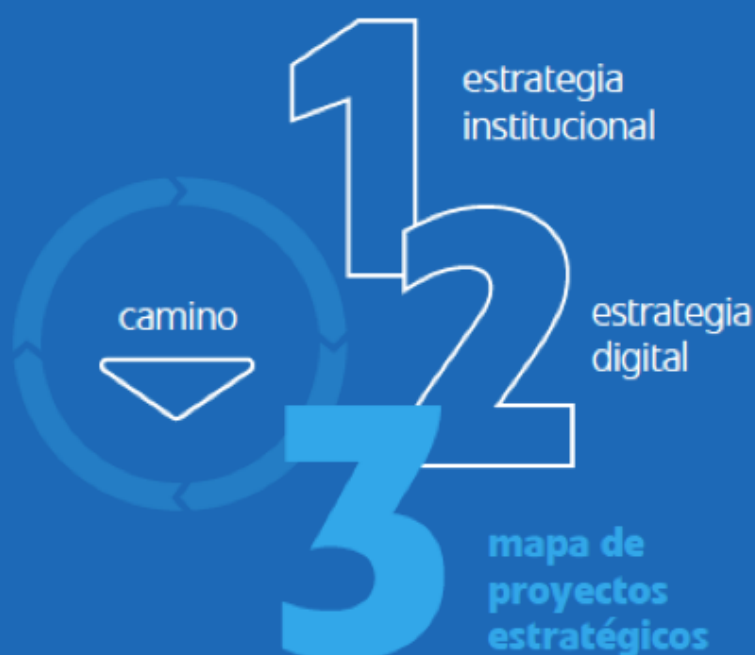 1
estrategia
institucional
camino
2
estrategia
digital
3
mapa de
proyectos
estratégicos